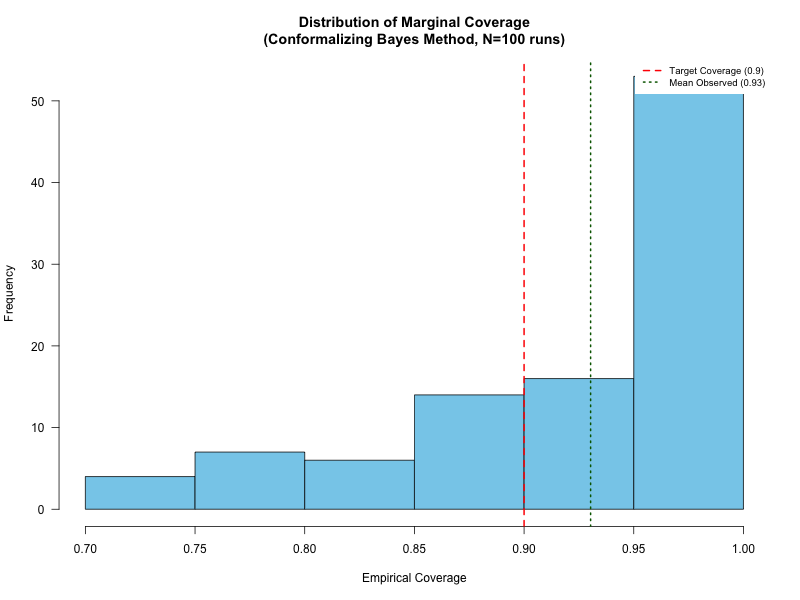 Distribution of Marginal Coverage
(Conformalizing Bayes Method, N=100 runs)
Target Coverage (0.9)
Mean Observed (0.93)
50
40
30
20
10
0
Frequency
0.70 0.75 0.80 0.85 0.90 0.95 1.00
Empirical Coverage